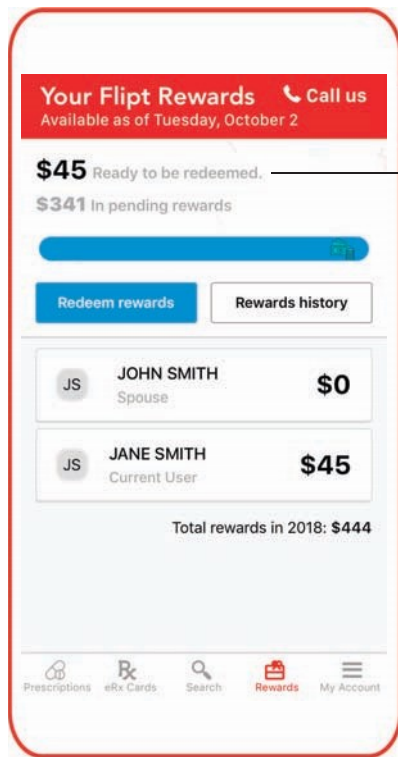 Your Flipt Rewards Call us
Available as of Tuesday, October 2
$45 Ready to be redeemed.
$341 In pending rewards
Redeem rewards Rewards history
JS JOHN SMITH $0
Spouse
JS JANE SMITH $45
Current User
Total rewards in 2018: $444
Rx
Prescriptions eRx Cards Search Rewards My Account